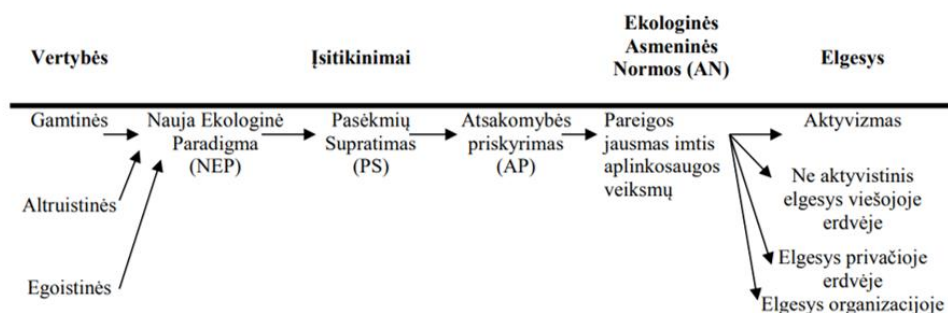 Vertybės
Įsitikinimai
Ekologinės
Asmeninės
Normos (AN)
Elgesys
Gamtinės
Altruistinės
Egoistinės
Nauja Ekologinė
Paradigma
(NEP)
Pasėkmių
Supratimas
(PS)
Atsakomybės
priskyrimas
(AP)
Pareigos
jausmas imtis
aplinkosaugos
veiksmų
Aktyvizmas
Ne aktyvistinis
elgesys viešojoje
erdvėje
Elgesys privačioje
erdvėje
Elgesys organizacijoje